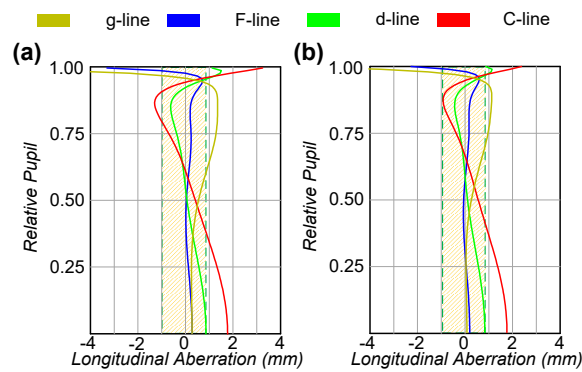 g-line F-line d-line C-line
(a)
1.00
0.75
0.50
0.25
Relative Pupil
-4 -2 0 2 4
Longitudinal Aberration (mm)
(b)
1.00
0.75
0.50
0.25
Relative Pupil
-4 -2 0 2 4
Longitudinal Aberration (mm)